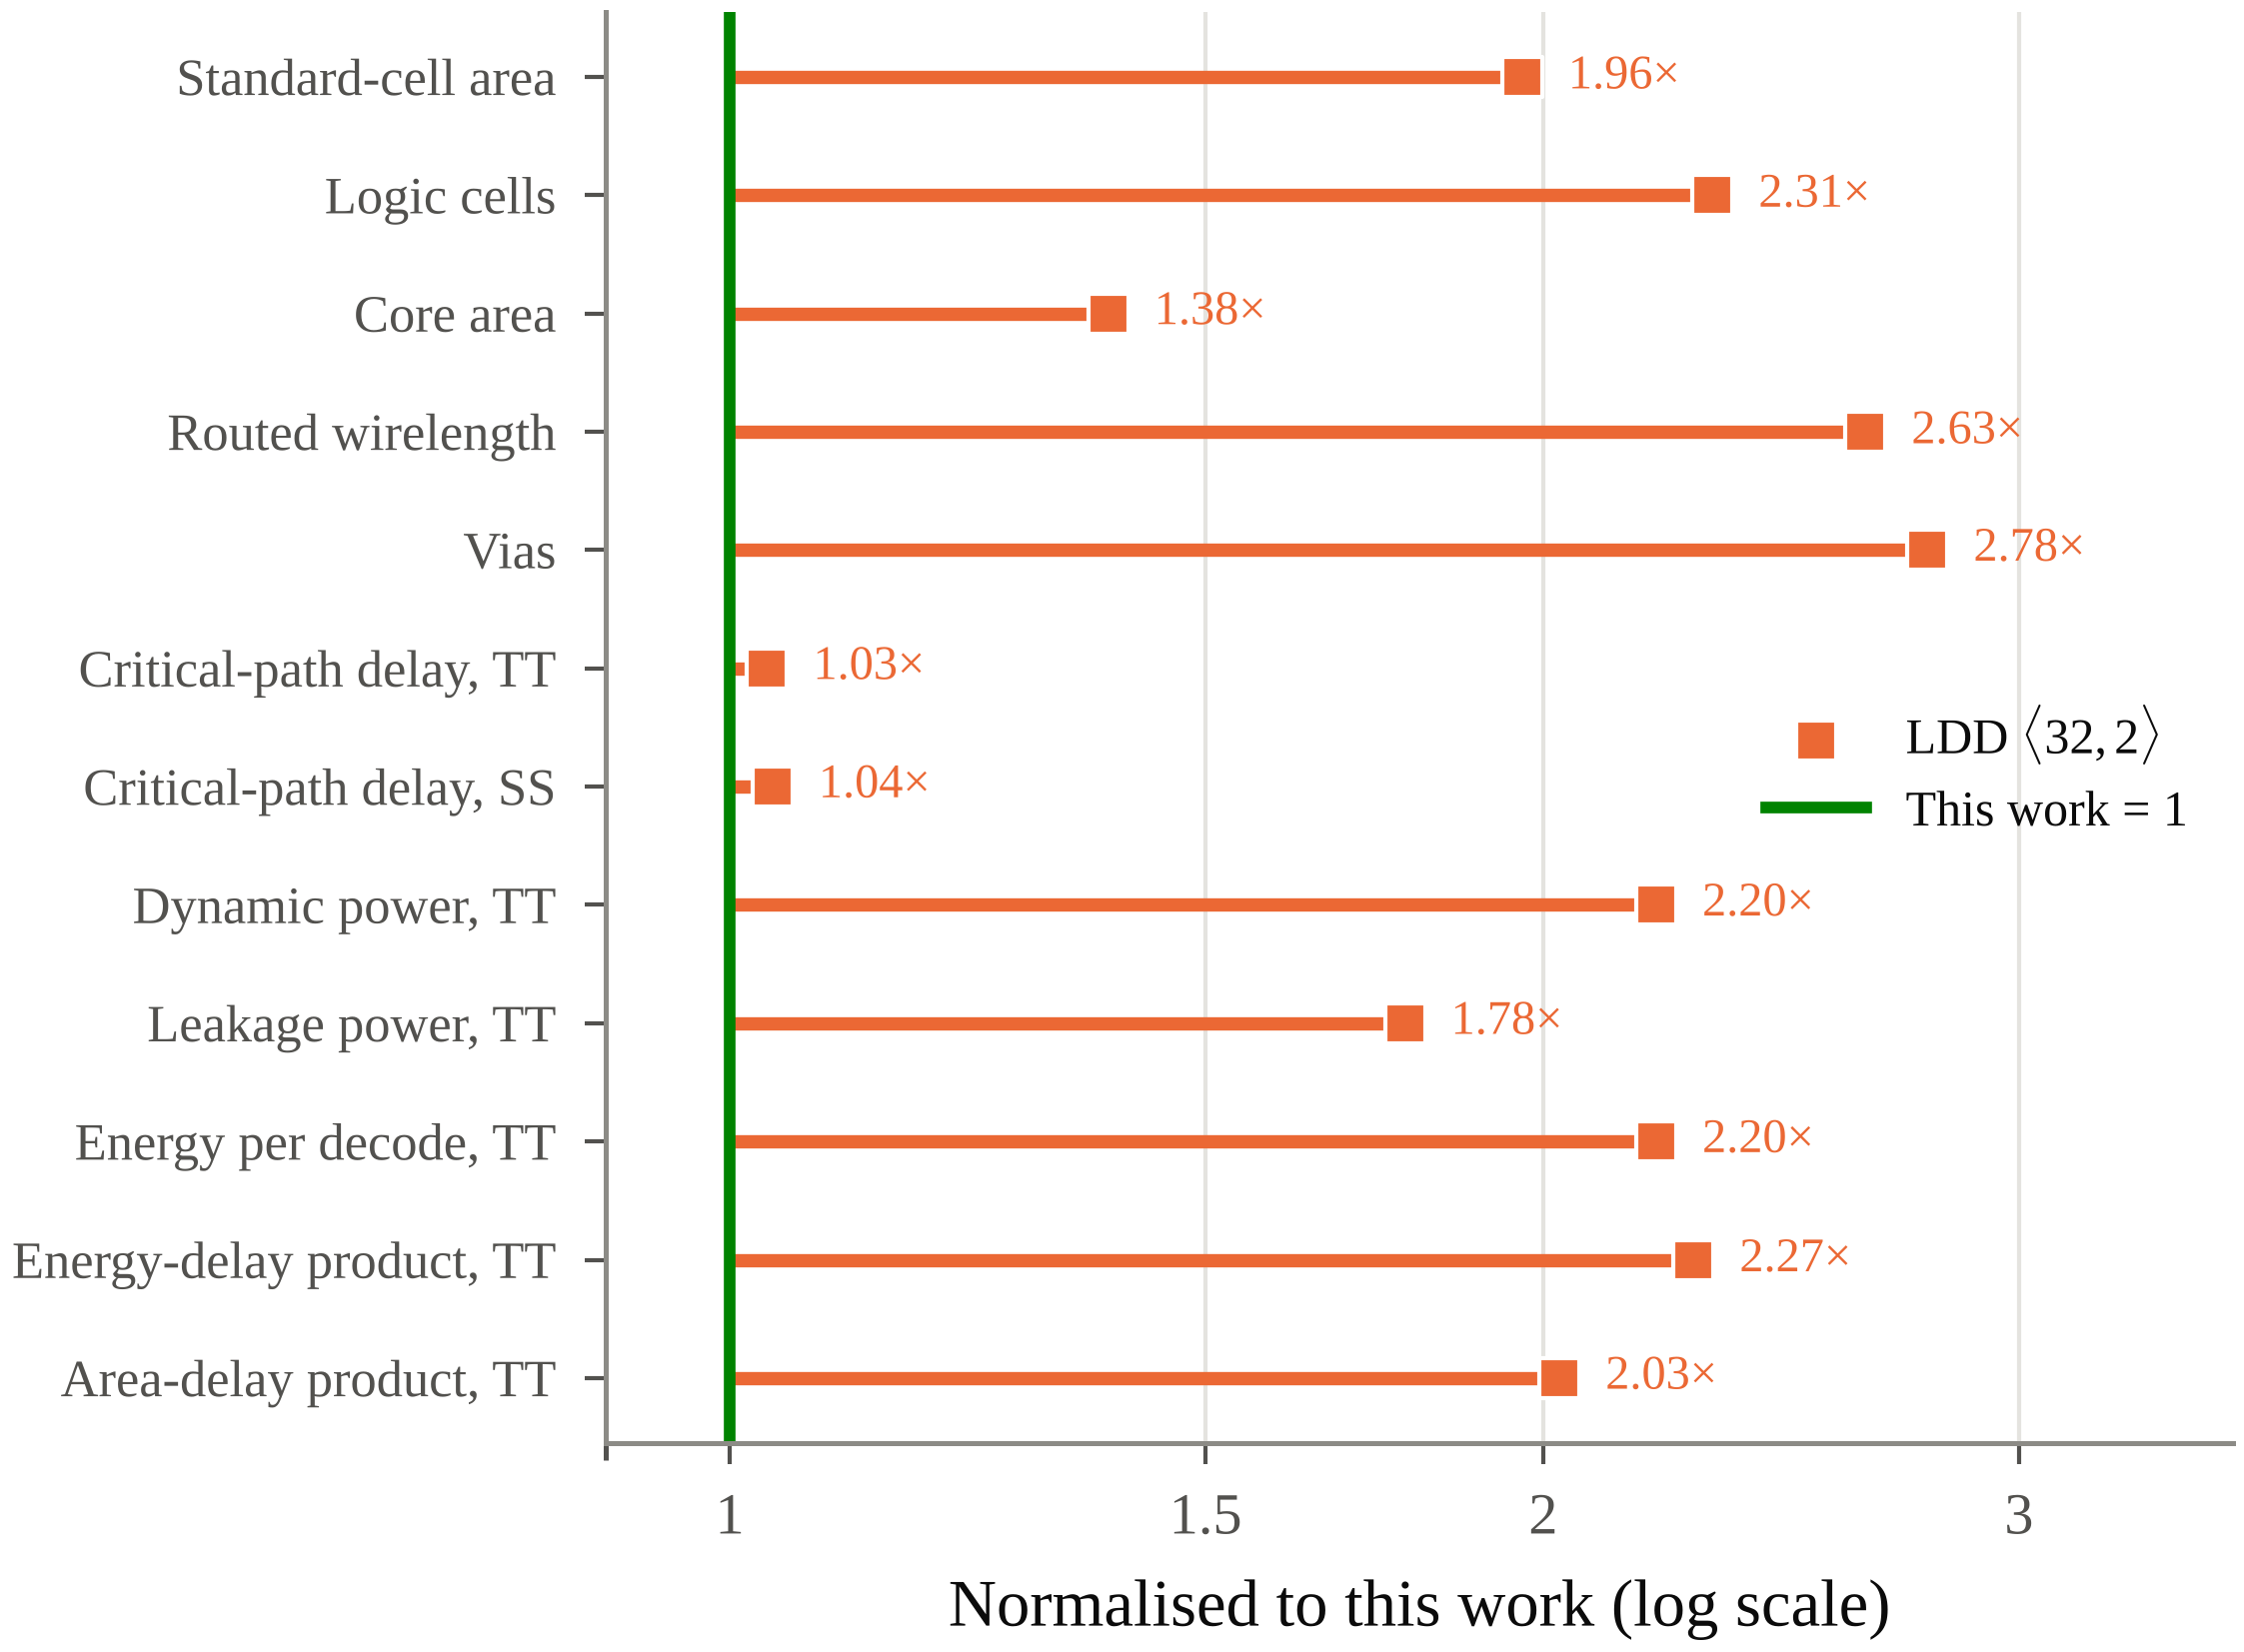 Standard-cell area 1.96×
Logic cells 2.31×
Core area 1.38×
Routed wirelength 2.63×
Vias 2.78×
Critical-path delay, TT 1.03×
LDD ⟨32, 2⟩
Critical-path delay, SS 1.04×
This work = 1
Dynamic power, TT 2.20×
Leakage power, TT 1.78×
Energy per decode, TT 2.20×
Energy-delay product, TT 2.27×
Area-delay product, TT 2.03×
1 1.5 2 3
Normalised to this work (log scale)